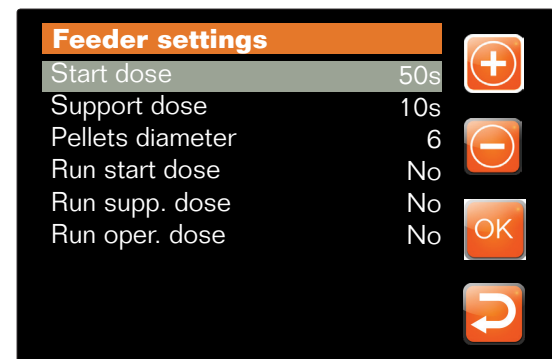 Feeder settings
Start dose 50s
Support dose 10s
Pellets diameter 6
Run start dose No
Run supp. dose No
Run oper. dose No
OK